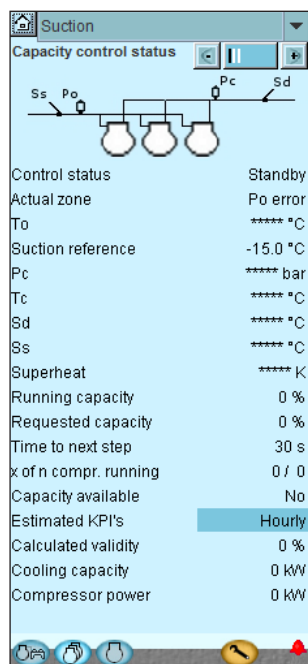 Suction
Capacity control status
Pc
Sd
Ss
Po
Control status Standby
Actual zone Po error
To ***** °C
Suction reference -15.0 °C
Pc ***** bar
Tc ***** °C
Sd ***** °C
Ss ***** °C
Superheat ***** K
Running capacity 0 %
Requested capacity 0 %
Time to next step 30 s
x of n compr. running 0 / 0
Capacity available No
Estimated KPI's Hourly
Calculated validity 0 %
Cooling capacity 0 kW
Compressor power 0 kW